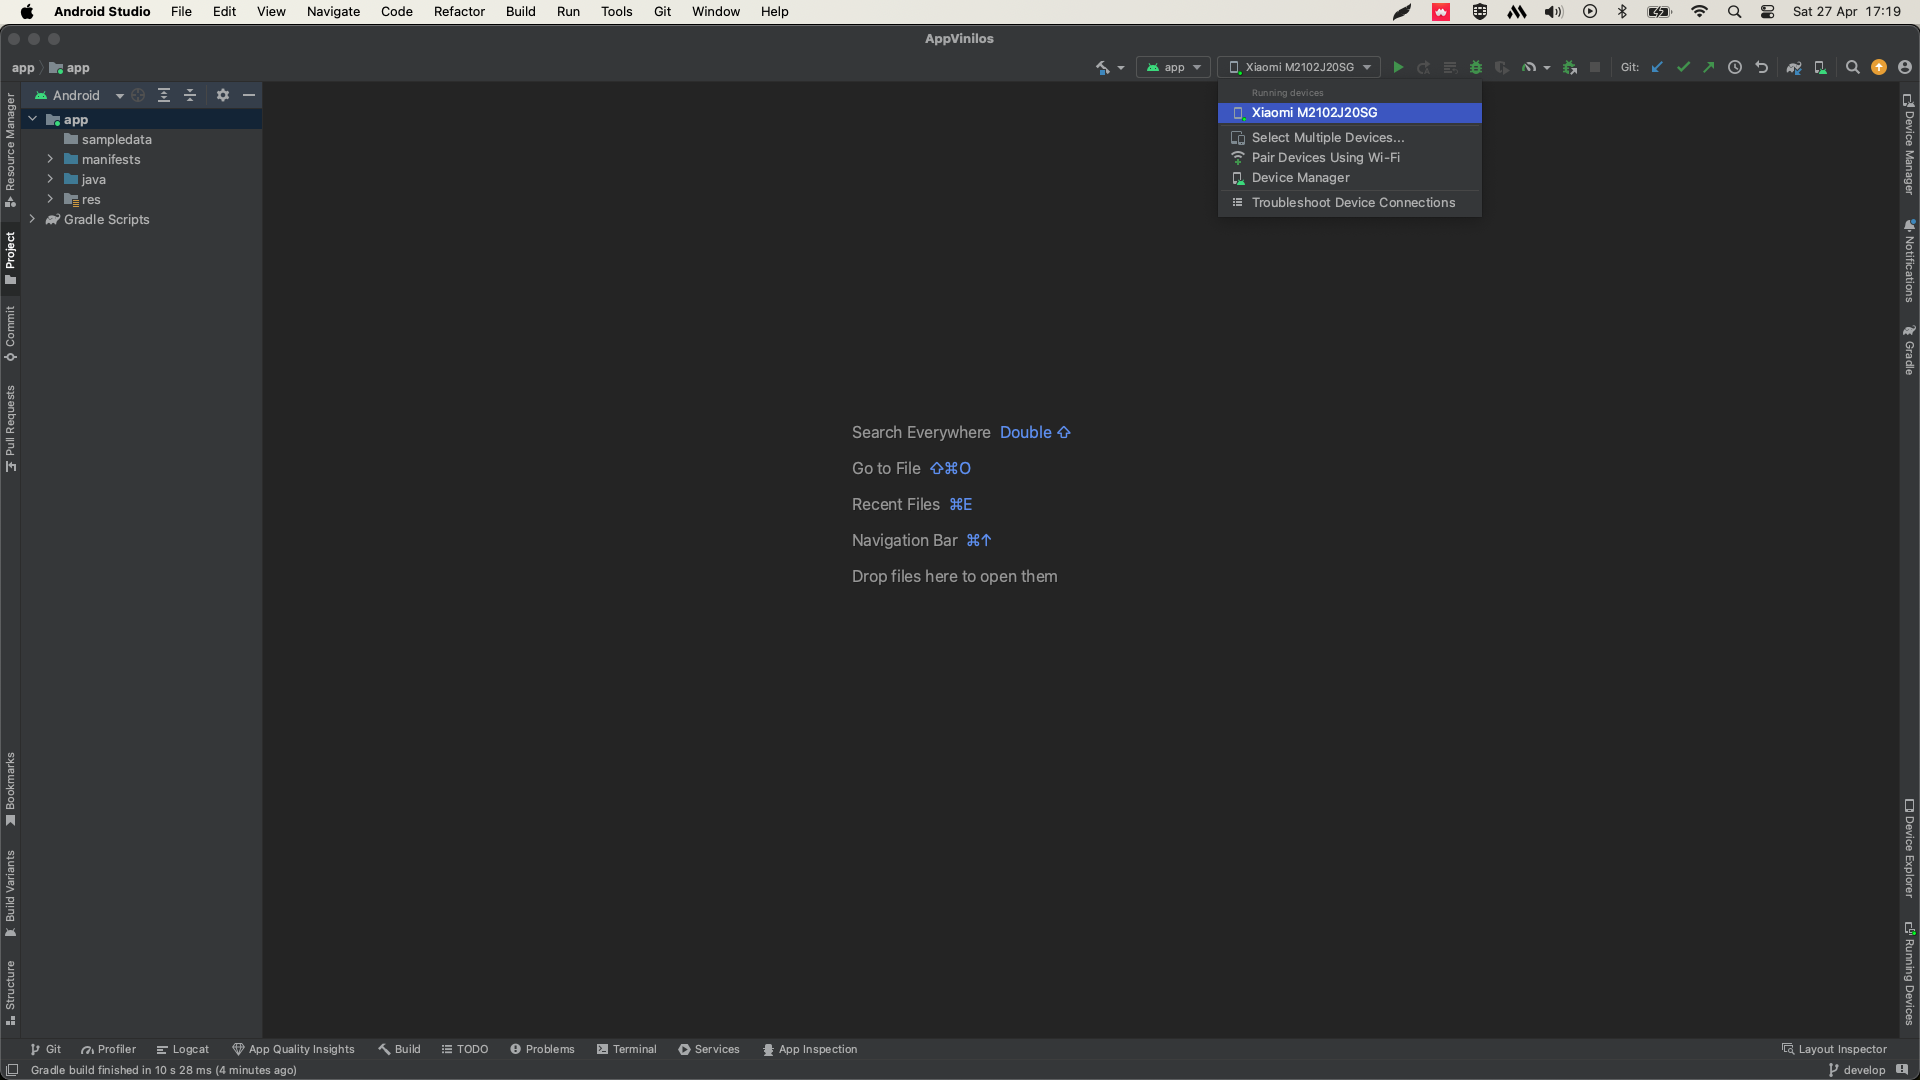 Android Studio File Edit View Navigate Code Refactor Build Run Tools Git Window Help Sat 27 Apr 17:19
AppVinilos
app app app Xiaomi M2102J20SG Git:
Android
Running devices
Xiaomi M2102J20SG
Select Multiple Devices...
Pair Devices Using Wi-Fi
Device Manager
Troubleshoot Device Connections
app
sampledata
manifests
java
res
Gradle Scripts
Resource Manager
Project
Commit
Pull Requests
Bookmarks
Build Variants
Structure
Search Everywhere Double ⇧
Go to File ⇧⌘O
Recent Files ⌘E
Navigation Bar ⌘↑
Drop files here to open them
Device Manager
Notifications
Gradle
Device Explorer
Running Devices
Git Profiler Logcat App Quality Insights Build TODO Problems Terminal Services App Inspection Layout Inspector
Gradle build finished in 10 s 28 ms (4 minutes ago) develop